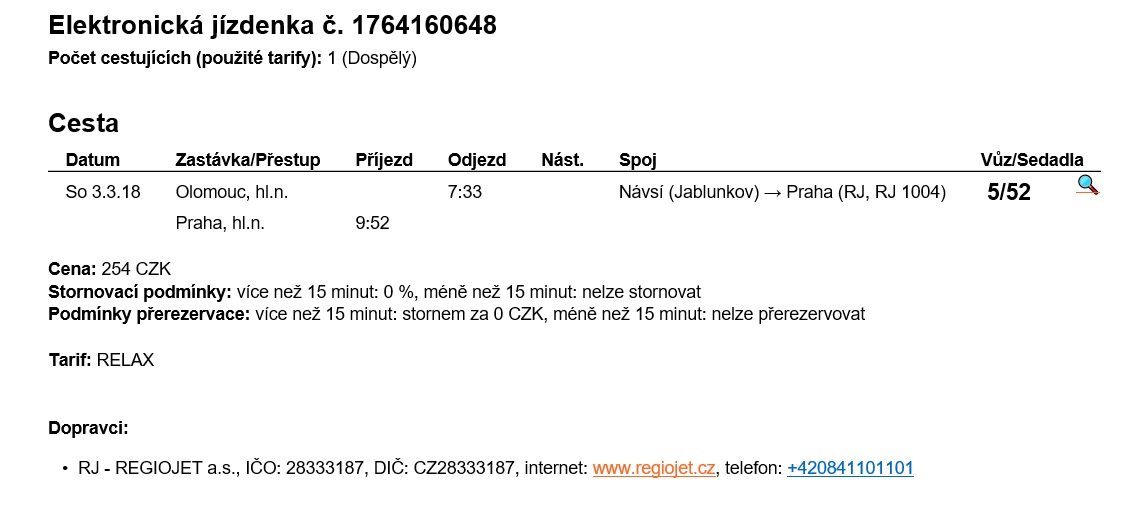 Elektronická jízdenka č. 1764160648
Počet cestujících (použité tarify): 1 (Dospělý)
Cesta
Datum Zastávka/Přestup Příjezd Odjezd Nást. Spoj Vůz/Sedadla
So 3.3.18 Olomouc, hl.n. 7:33 Návsí (Jablunkov) → Praha (RJ, RJ 1004) 5/52
Praha, hl.n. 9:52
Cena: 254 CZK
Stornovací podmínky: více než 15 minut: 0 %, méně než 15 minut: nelze stornovat
Podmínky přerezervace: více než 15 minut: stornem za 0 CZK, méně než 15 minut: nelze přerezervovat
Tarif: RELAX
Dopravci:
• RJ - REGIOJET a.s., IČO: 28333187, DIČ: CZ28333187, internet: www.regiojet.cz, telefon: +420841101101